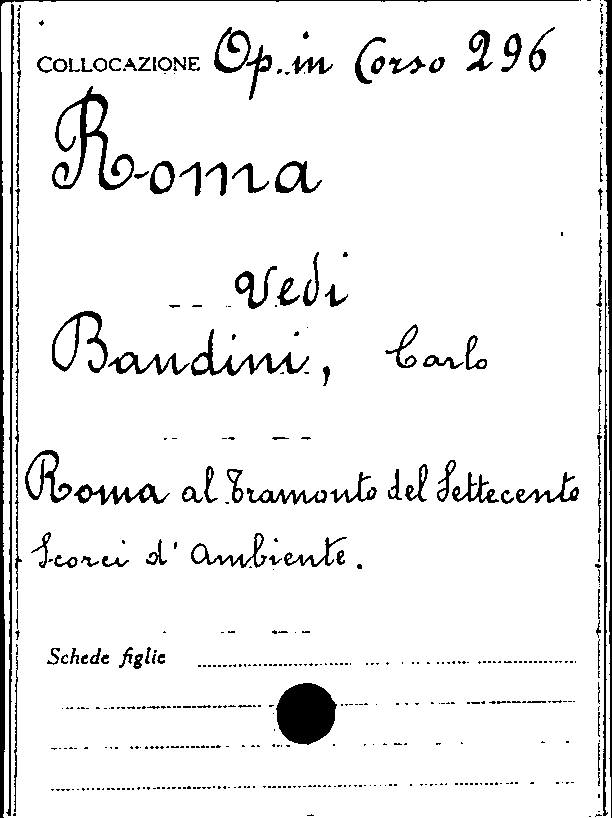 COLLOCAZIONE Op. in Corso 296
Roma
Vedi
Bandini, Carlo
Roma al Tramonto del Settecento
Scorci d'Ambiente.
Schede figlie